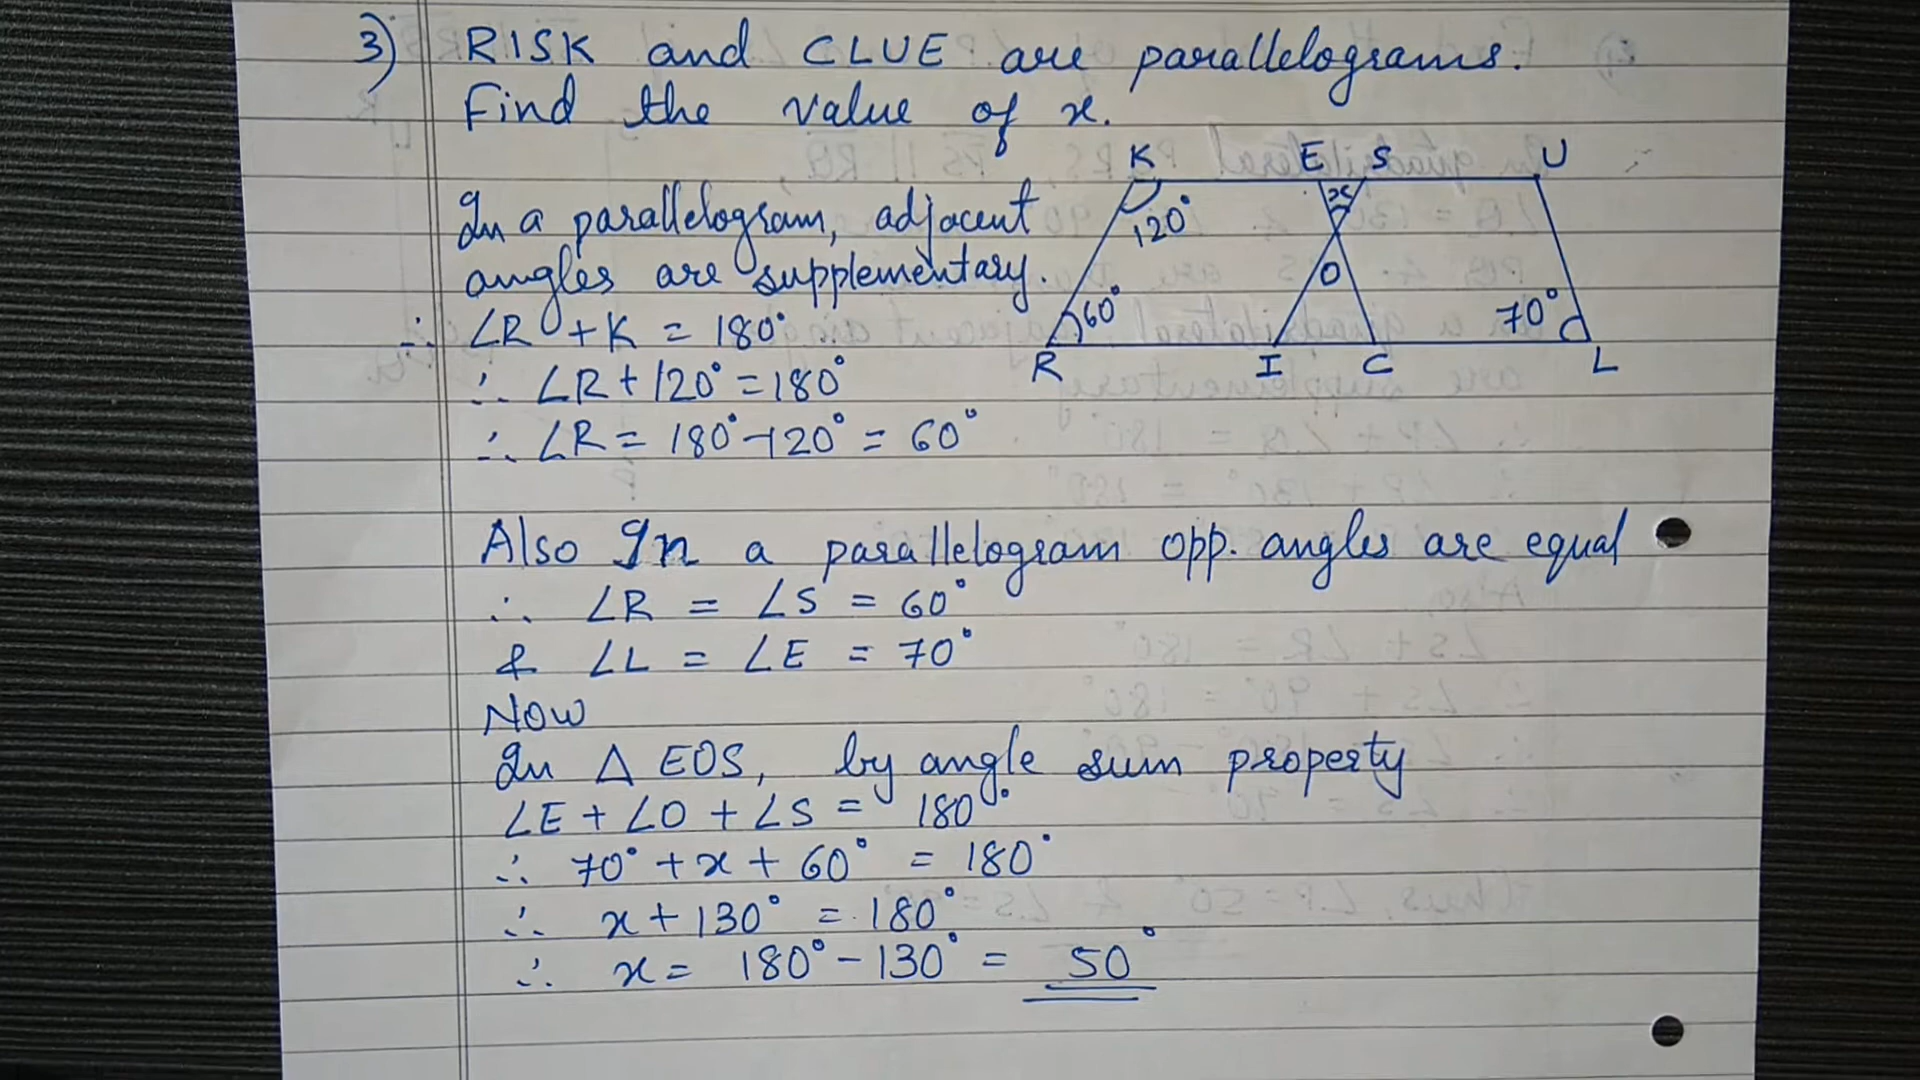 3) RISK and CLUE are parallelograms.
Find the value of x.
K E S U
x
120°
O
60°
70°
R I C L
In a parallelogram, adjacent
angles are supplementary.
∴ ∠R + K = 180°
∴ ∠R + 120° = 180°
∴ ∠R = 180° - 120° = 60°
Also In a parallelogram opp. angles are equal
∴ ∠R = ∠S = 60°
& ∠L = ∠E = 70°
Now
In △ EOS, by angle sum property
∠E + ∠O + ∠S = 180°
∴ 70° + x + 60° = 180°
∴ x + 130° = 180°
∴ x = 180° - 130° = 50°